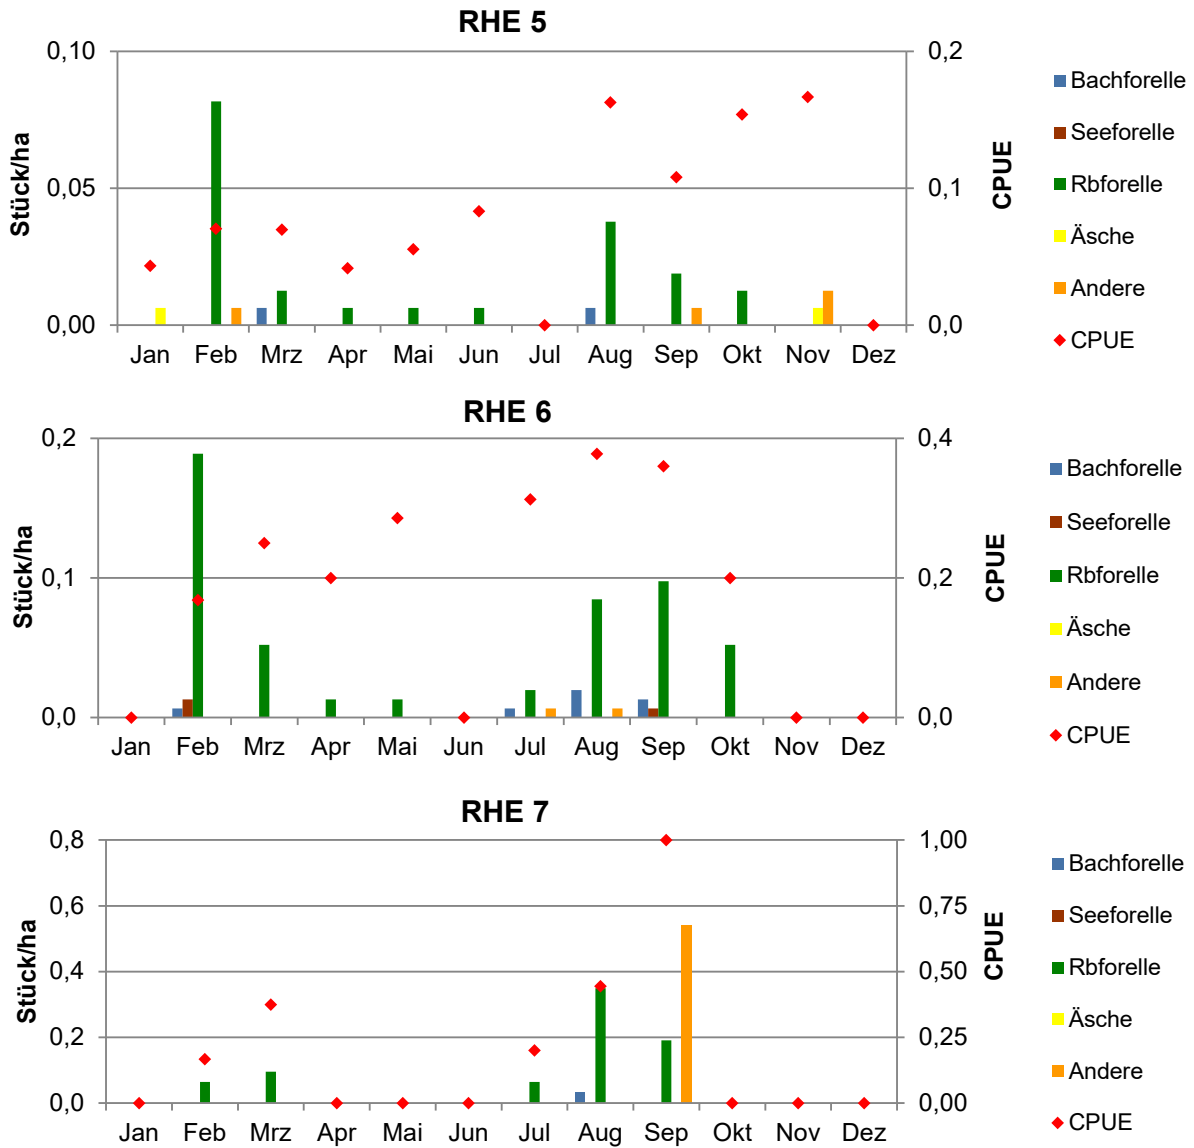 RHE 5
0,10
0,05
0,00
Stück/ha
0,2
0,1
0,0
CPUE
Jan Feb Mrz Apr Mai Jun Jul Aug Sep Okt Nov Dez
Bachforelle
Seeforelle
Rbforelle
Äsche
Andere
CPUE
RHE 6
0,2
0,1
0,0
Stück/ha
0,4
0,2
0,0
CPUE
Jan Feb Mrz Apr Mai Jun Jul Aug Sep Okt Nov Dez
Bachforelle
Seeforelle
Rbforelle
Äsche
Andere
CPUE
RHE 7
0,8
0,6
0,4
0,2
0,0
Stück/ha
1,00
0,75
0,50
0,25
0,00
CPUE
Jan Feb Mrz Apr Mai Jun Jul Aug Sep Okt Nov Dez
Bachforelle
Seeforelle
Rbforelle
Äsche
Andere
CPUE